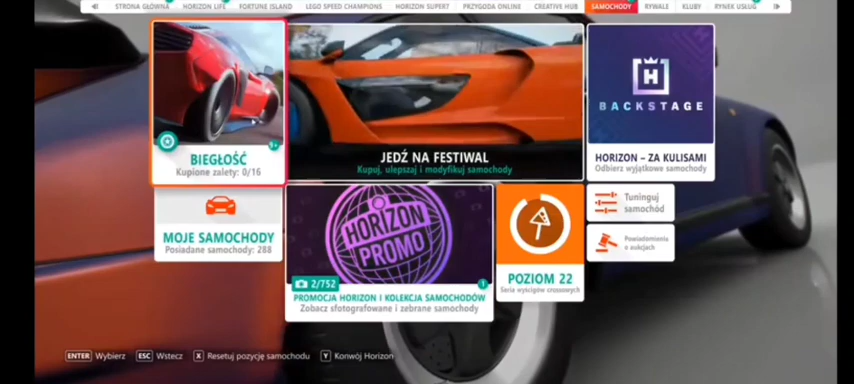 STRONA GŁÓWNA HORIZON LIFE FORTUNE ISLAND LEGO SPEED CHAMPIONS HORIZON SUPER7 PRZYGODA ONLINE CREATIVE HUB SAMOCHODY RYWALE KLUBY RYNEK USŁUG
BIEGŁOŚĆ
Kupione zalety: 0/16
JEDŹ NA FESTIWAL
Kupuj, ulepszaj i modyfikuj samochody
H
BACKSTAGE
HORIZON – ZA KULISAMI
Odbierz wyjątkowe samochody
MOJE SAMOCHODY
Posiadane samochody: 288
HORIZON
PROMO
2/752
1
PROMOCJA HORIZON I KOLEKCJA SAMOCHODÓW
Zobacz sfotografowane i zebrane samochody
POZIOM 22
Seria wyścigów crossowych
Tuninguj
samochód
Powiadomienia
o aukcjach
ENTER Wybierz ESC Wstecz X Resetuj pozycję samochodu Y Konwój Horizon